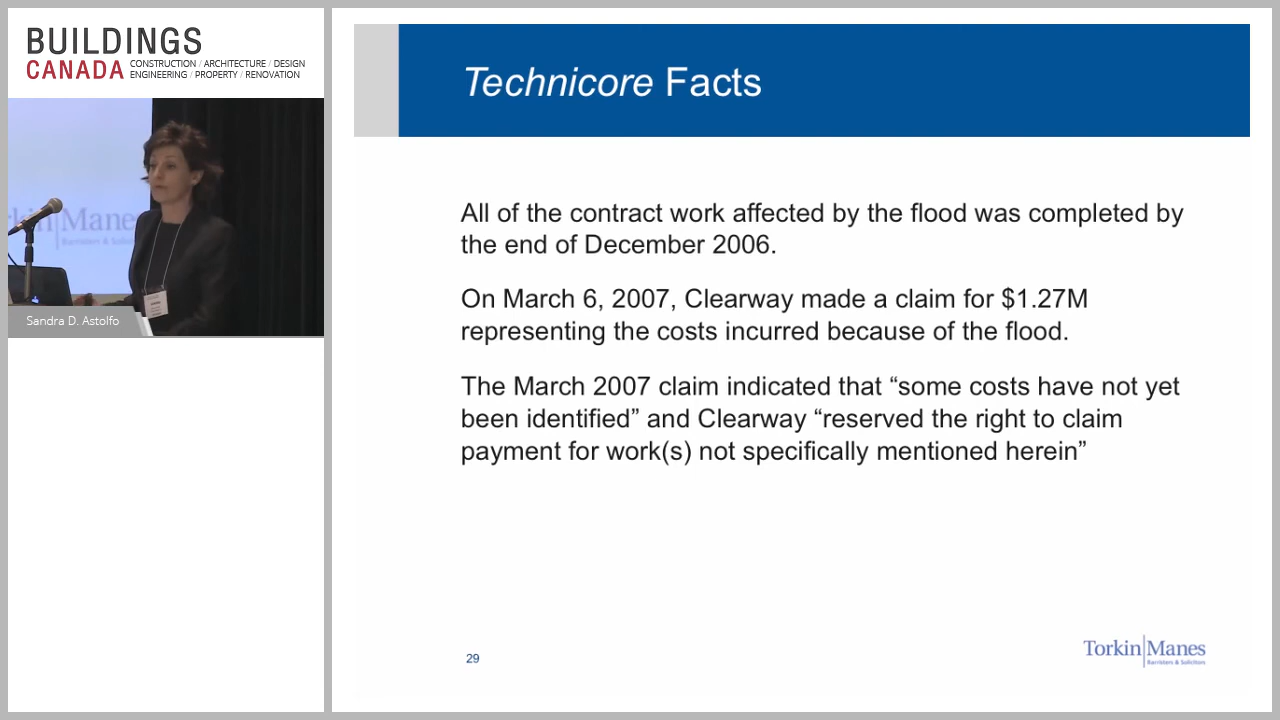 BUILDINGS
CANADA
CONSTRUCTION / ARCHITECTURE / DESIGN
ENGINEERING / PROPERTY / RENOVATION
Manes
Sandra D. Astolfo
Technicore Facts
All of the contract work affected by the flood was completed by
the end of December 2006.
On March 6, 2007, Clearway made a claim for $1.27M
representing the costs incurred because of the flood.
The March 2007 claim indicated that “some costs have not yet
been identified” and Clearway “reserved the right to claim
payment for work(s) not specifically mentioned herein”
29
Torkin Manes
Barristers & Solicitors